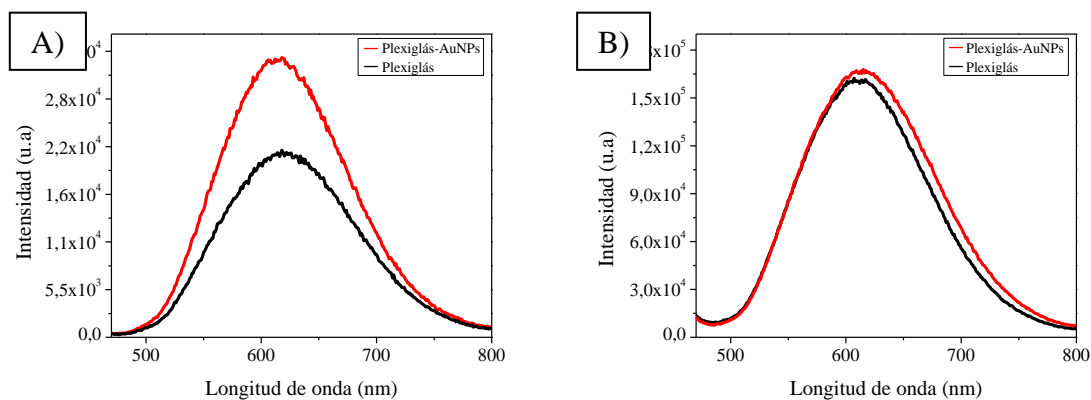 A)
Plexiglás-AuNPs
Plexiglás
2,8x10⁴
2,2x10⁴
1,6x10⁴
1,1x10⁴
5,5x10³
0,0
Intensidad (u.a)
500 600 700 800
Longitud de onda (nm)
B)
Plexiglás-AuNPs
Plexiglás
1,5x10⁵
1,2x10⁵
9,0x10⁴
6,0x10⁴
3,0x10⁴
0,0
Intensidad (u.a)
500 600 700 800
Longitud de onda (nm)